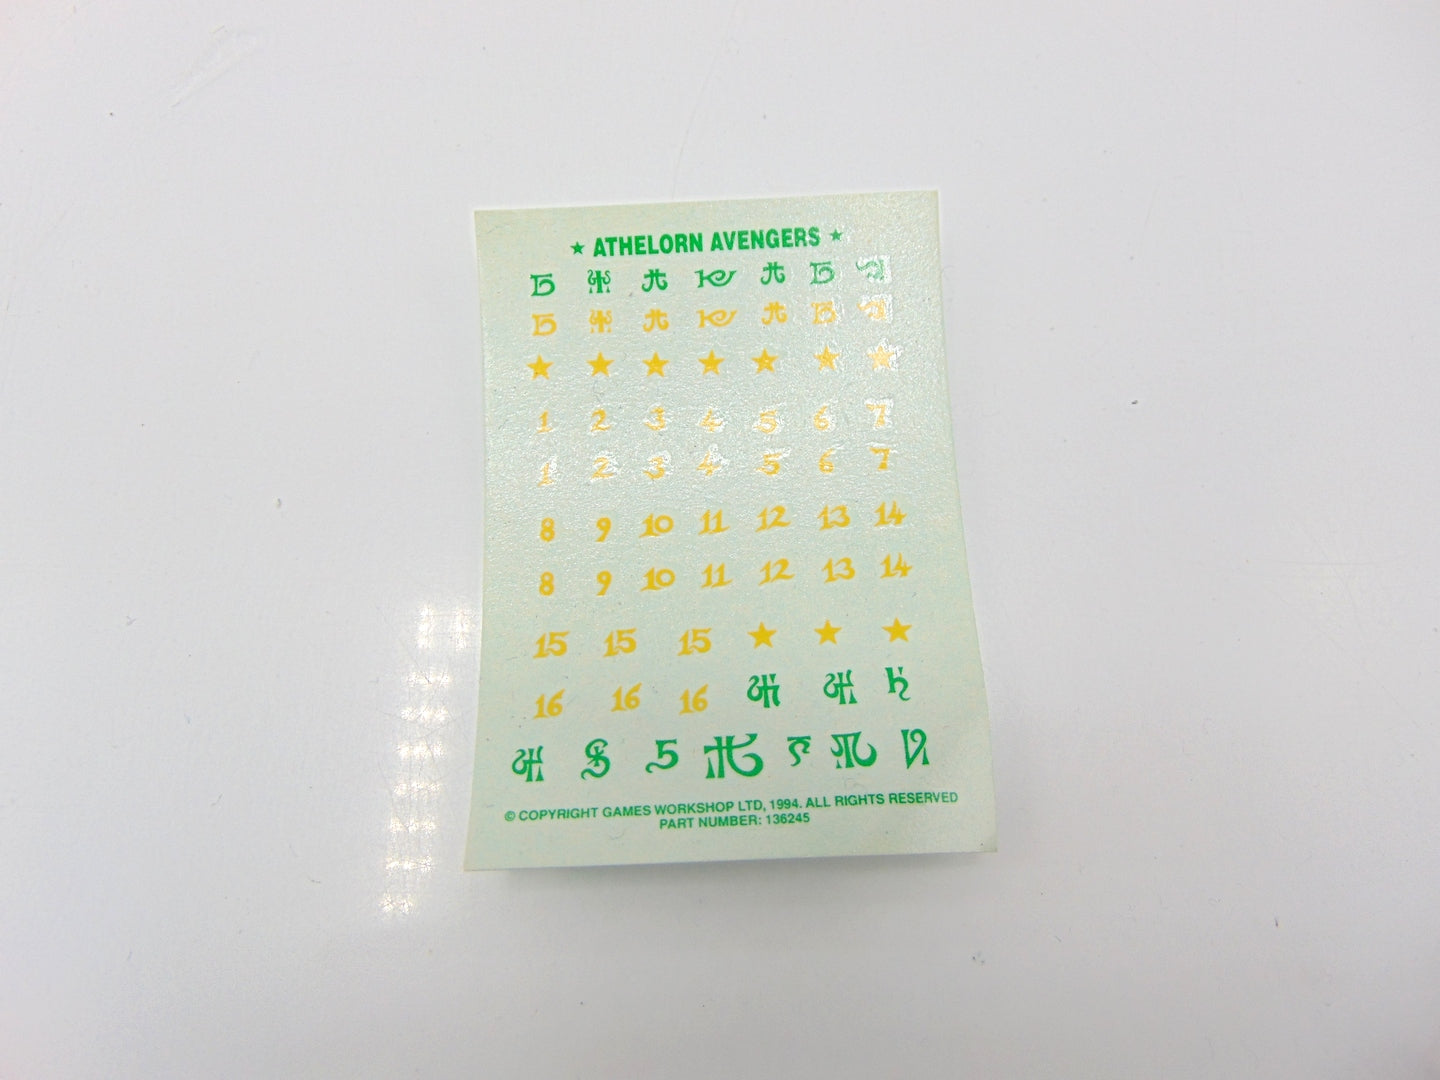 ★ ATHELORN AVENGERS ★
1 2 3 4 5 6 7
1 2 3 4 5 6 7
8 9 10 11 12 13 14
8 9 10 11 12 13 14
15 15 15
16 16 16
© COPYRIGHT GAMES WORKSHOP LTD, 1994. ALL RIGHTS RESERVED
PART NUMBER: 136245